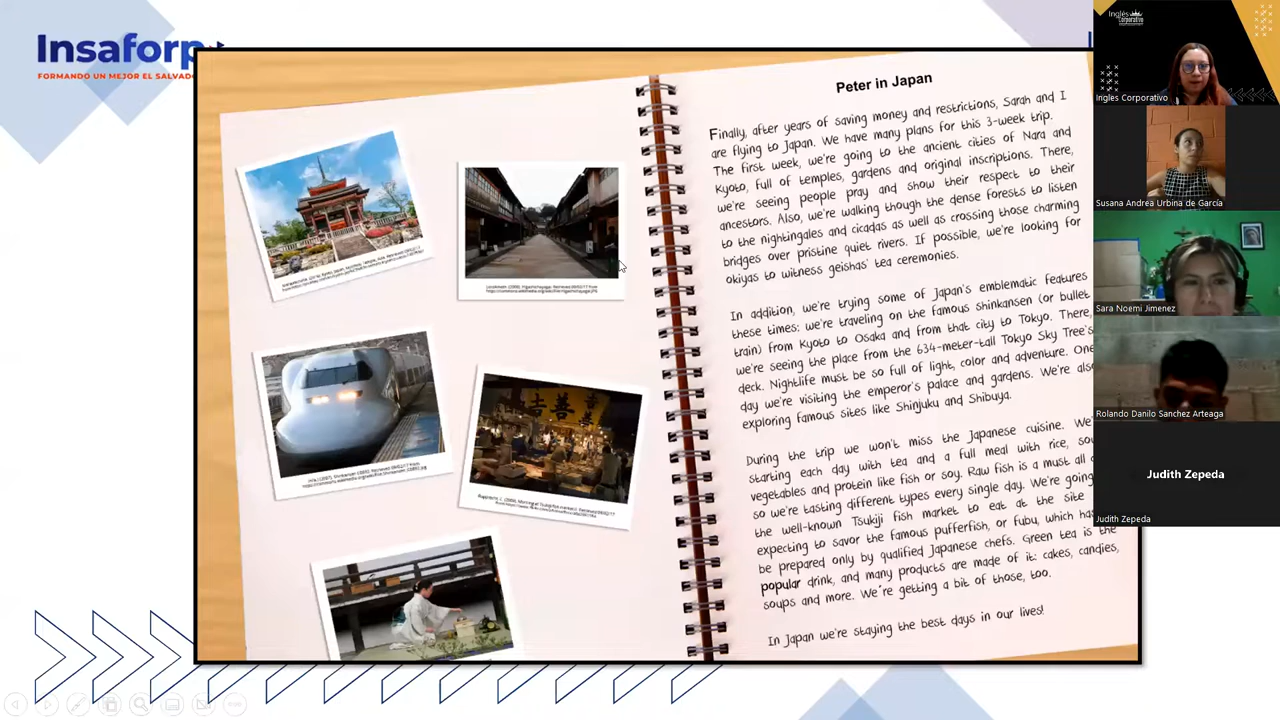 Insaforp
FORMANDO UN MEJOR EL SALVADO
Peter in Japan
Finally, after years of saving money and restrictions, Sarah and I
are flying to Japan. We have many plans for this 3-week trip.
The first week, we're going to the ancient cities of Nara and
Kyoto, full of temples, gardens and original inscriptions. There,
we're seeing people pray and show their respect to their
ancestors. Also, we're walking though the dense forests to listen
to the nightingales and cicadas as well as crossing those charming
bridges over pristine quiet rivers. If possible, we're looking for
okiyas to witness geishas' tea ceremonies.
In addition, we're trying some of Japan's emblematic features
these times: we're traveling on the famous shinkansen (or bullet
train) from Kyoto to Osaka and from that city to Tokyo. There,
we're seeing the place from the 634-meter-tall Tokyo Sky Tree's
deck. Nightlife must be so full of light, color and adventure. One
day we're visiting the emperor's palace and gardens. We're also
exploring famous sites like Shinjuku and Shibuya.
During the trip we won't miss the Japanese cuisine. We'
starting each day with tea and a full meal with rice, sou
vegetables and protein like fish or soy. Raw fish is a must all
so we're tasting different types every single day. We're going
the well-known Tsukiji fish market to eat at the site
expecting to savor the famous pufferfish, or fubu, which ha
be prepared only by qualified Japanese chefs. Green tea is the
popular drink, and many products are made of it: cakes, candies,
soups and more. We're getting a bit of those, too.
In Japan we're staying the best days in our lives!
Inglés Corporativo
Ingles Corporativo
Susana Andrea Urbina de García
Sara Noemi Jimenez
Rolando Danilo Sanchez Arteaga
Judith Zepeda
Judith Zepeda